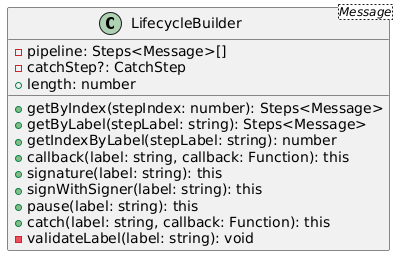 Message
C LifecycleBuilder
pipeline: Steps<Message>[]
catchStep?: CatchStep
length: number
getByIndex(stepIndex: number): Steps<Message>
getByLabel(stepLabel: string): Steps<Message>
getIndexByLabel(stepLabel: string): number
callback(label: string, callback: Function): this
signature(label: string): this
signWithSigner(label: string): this
pause(label: string): this
catch(label: string, callback: Function): this
validateLabel(label: string): void